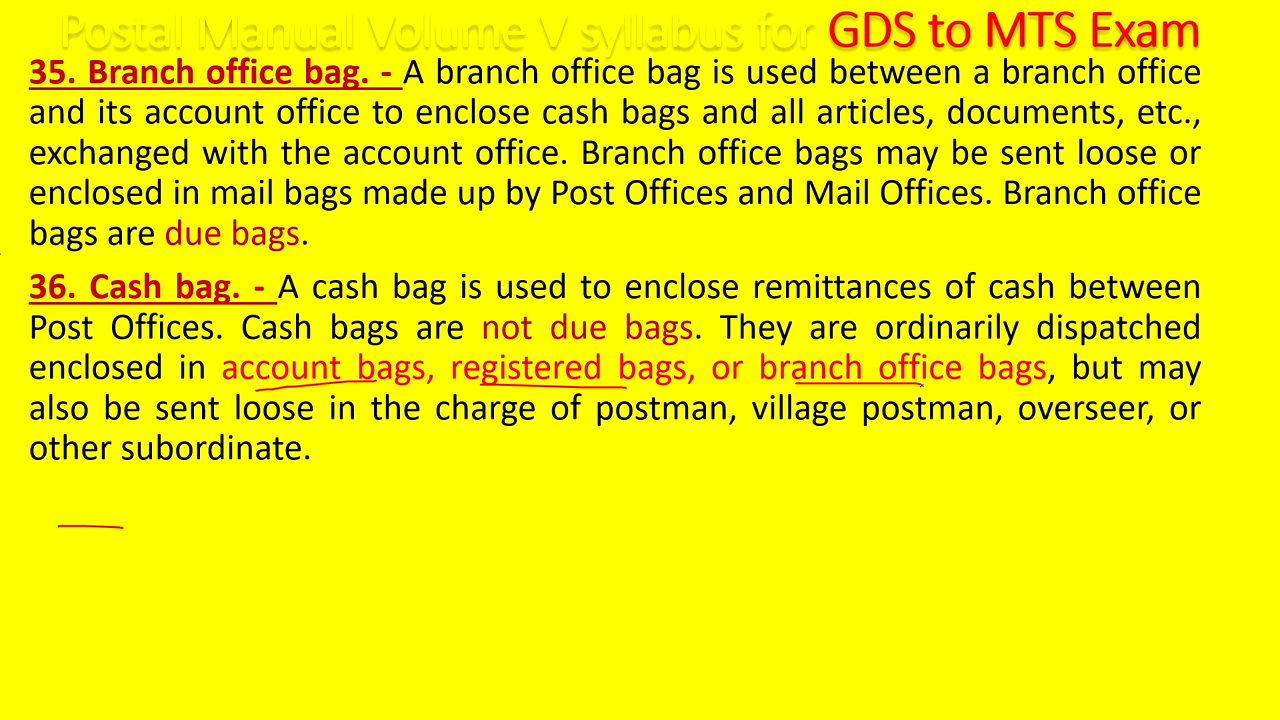 Postal Manual Volume V syllabus for GDS to MTS Exam
35. Branch office bag. - A branch office bag is used between a branch office
and its account office to enclose cash bags and all articles, documents, etc.,
exchanged with the account office. Branch office bags may be sent loose or
enclosed in mail bags made up by Post Offices and Mail Offices. Branch office
bags are due bags.
36. Cash bag. - A cash bag is used to enclose remittances of cash between
Post Offices. Cash bags are not due bags. They are ordinarily dispatched
enclosed in account bags, registered bags, or branch office bags, but may
also be sent loose in the charge of postman, village postman, overseer, or
other subordinate.